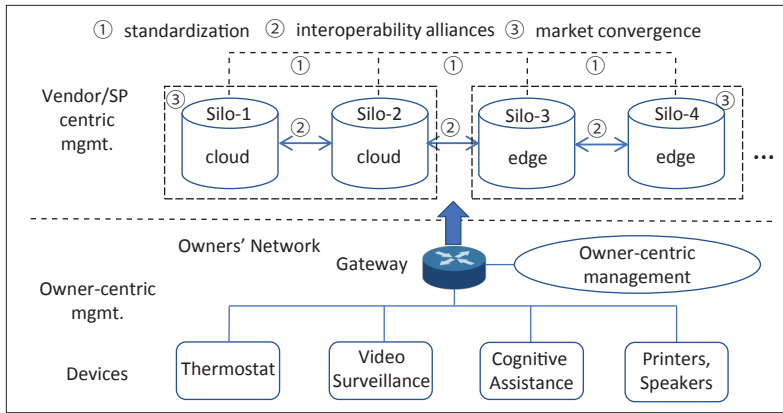 ① standardization ② interoperability alliances ③ market convergence
① ① ①
Vendor/SP
centric
mgmt.
③ Silo-1 Silo-2 Silo-3 Silo-4 ③
② ② ②
cloud cloud edge edge
...
Owners' Network
Gateway
Owner-centric
management
Owner-centric
mgmt.
Devices
Thermostat
Video
Surveillance
Cognitive
Assistance
Printers,
Speakers